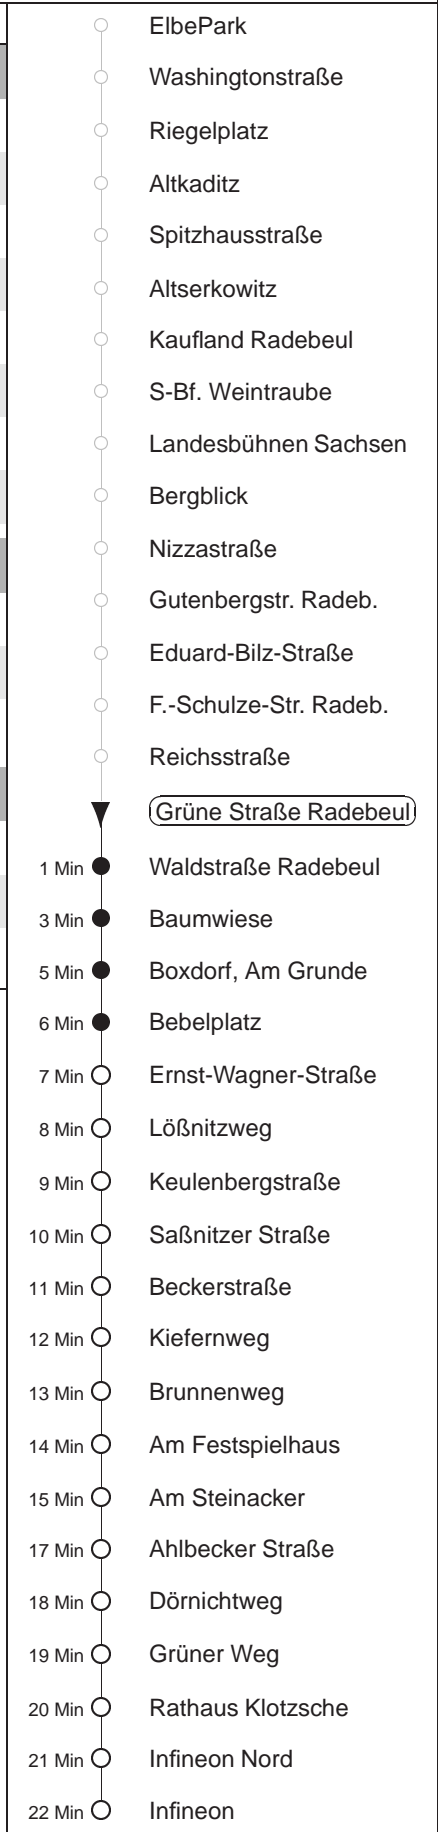 ElbePark
Washingtonstraße
Riegelplatz
Altkaditz
Spitzhausstraße
Altserkowitz
Kaufland Radebeul
S-Bf. Weintraube
Landesbühnen Sachsen
Bergblick
Nizzastraße
Gutenbergstr. Radeb.
Eduard-Bilz-Straße
F.-Schulze-Str. Radeb.
Reichsstraße
Grüne Straße Radebeul
1 Min Waldstraße Radebeul
3 Min Baumwiese
5 Min Boxdorf, Am Grunde
6 Min Bebelplatz
7 Min Ernst-Wagner-Straße
8 Min Lößnitzweg
9 Min Keulenbergstraße
10 Min Saßnitzer Straße
11 Min Beckerstraße
12 Min Kiefernweg
13 Min Brunnenweg
14 Min Am Festspielhaus
15 Min Am Steinacker
17 Min Ahlbecker Straße
18 Min Dörnichtweg
19 Min Grüner Weg
20 Min Rathaus Klotzsche
21 Min Infineon Nord
22 Min Infineon